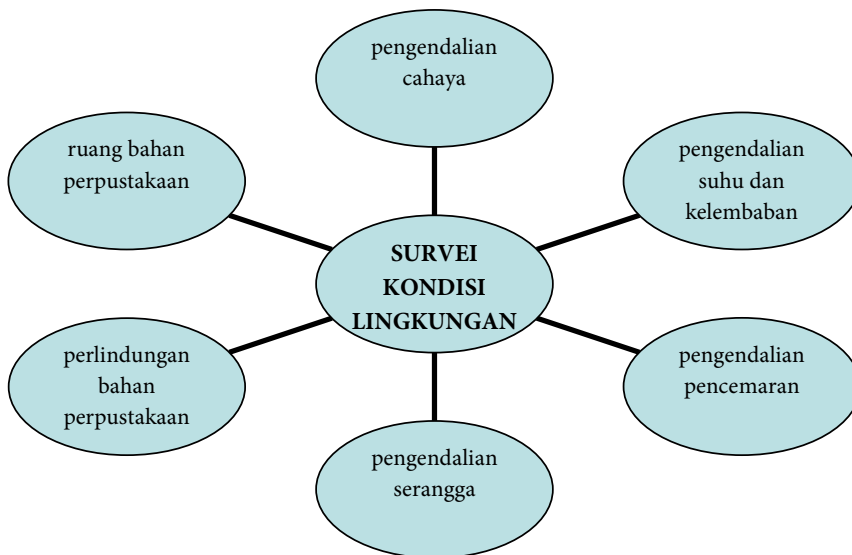 pengendalian
cahaya
ruang bahan
perpustakaan
pengendalian
suhu dan
kelembaban
SURVEI
KONDISI
LINGKUNGAN
perlindungan
bahan
perpustakaan
pengendalian
pencemaran
pengendalian
serangga